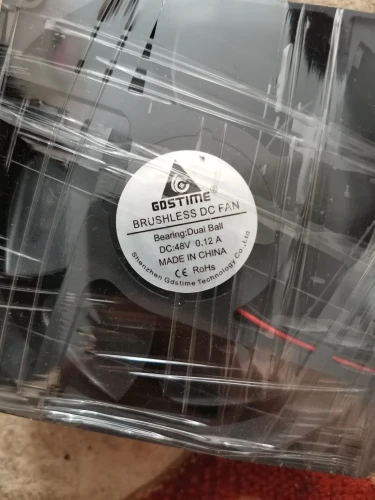 GDSTIME®
BRUSHLESS DC FAN
Bearing:Dual Ball
DC:48V 0.12 A
MADE IN CHINA
CE RoHs
Shenzhen Gdstime Technology Co.,Ltd